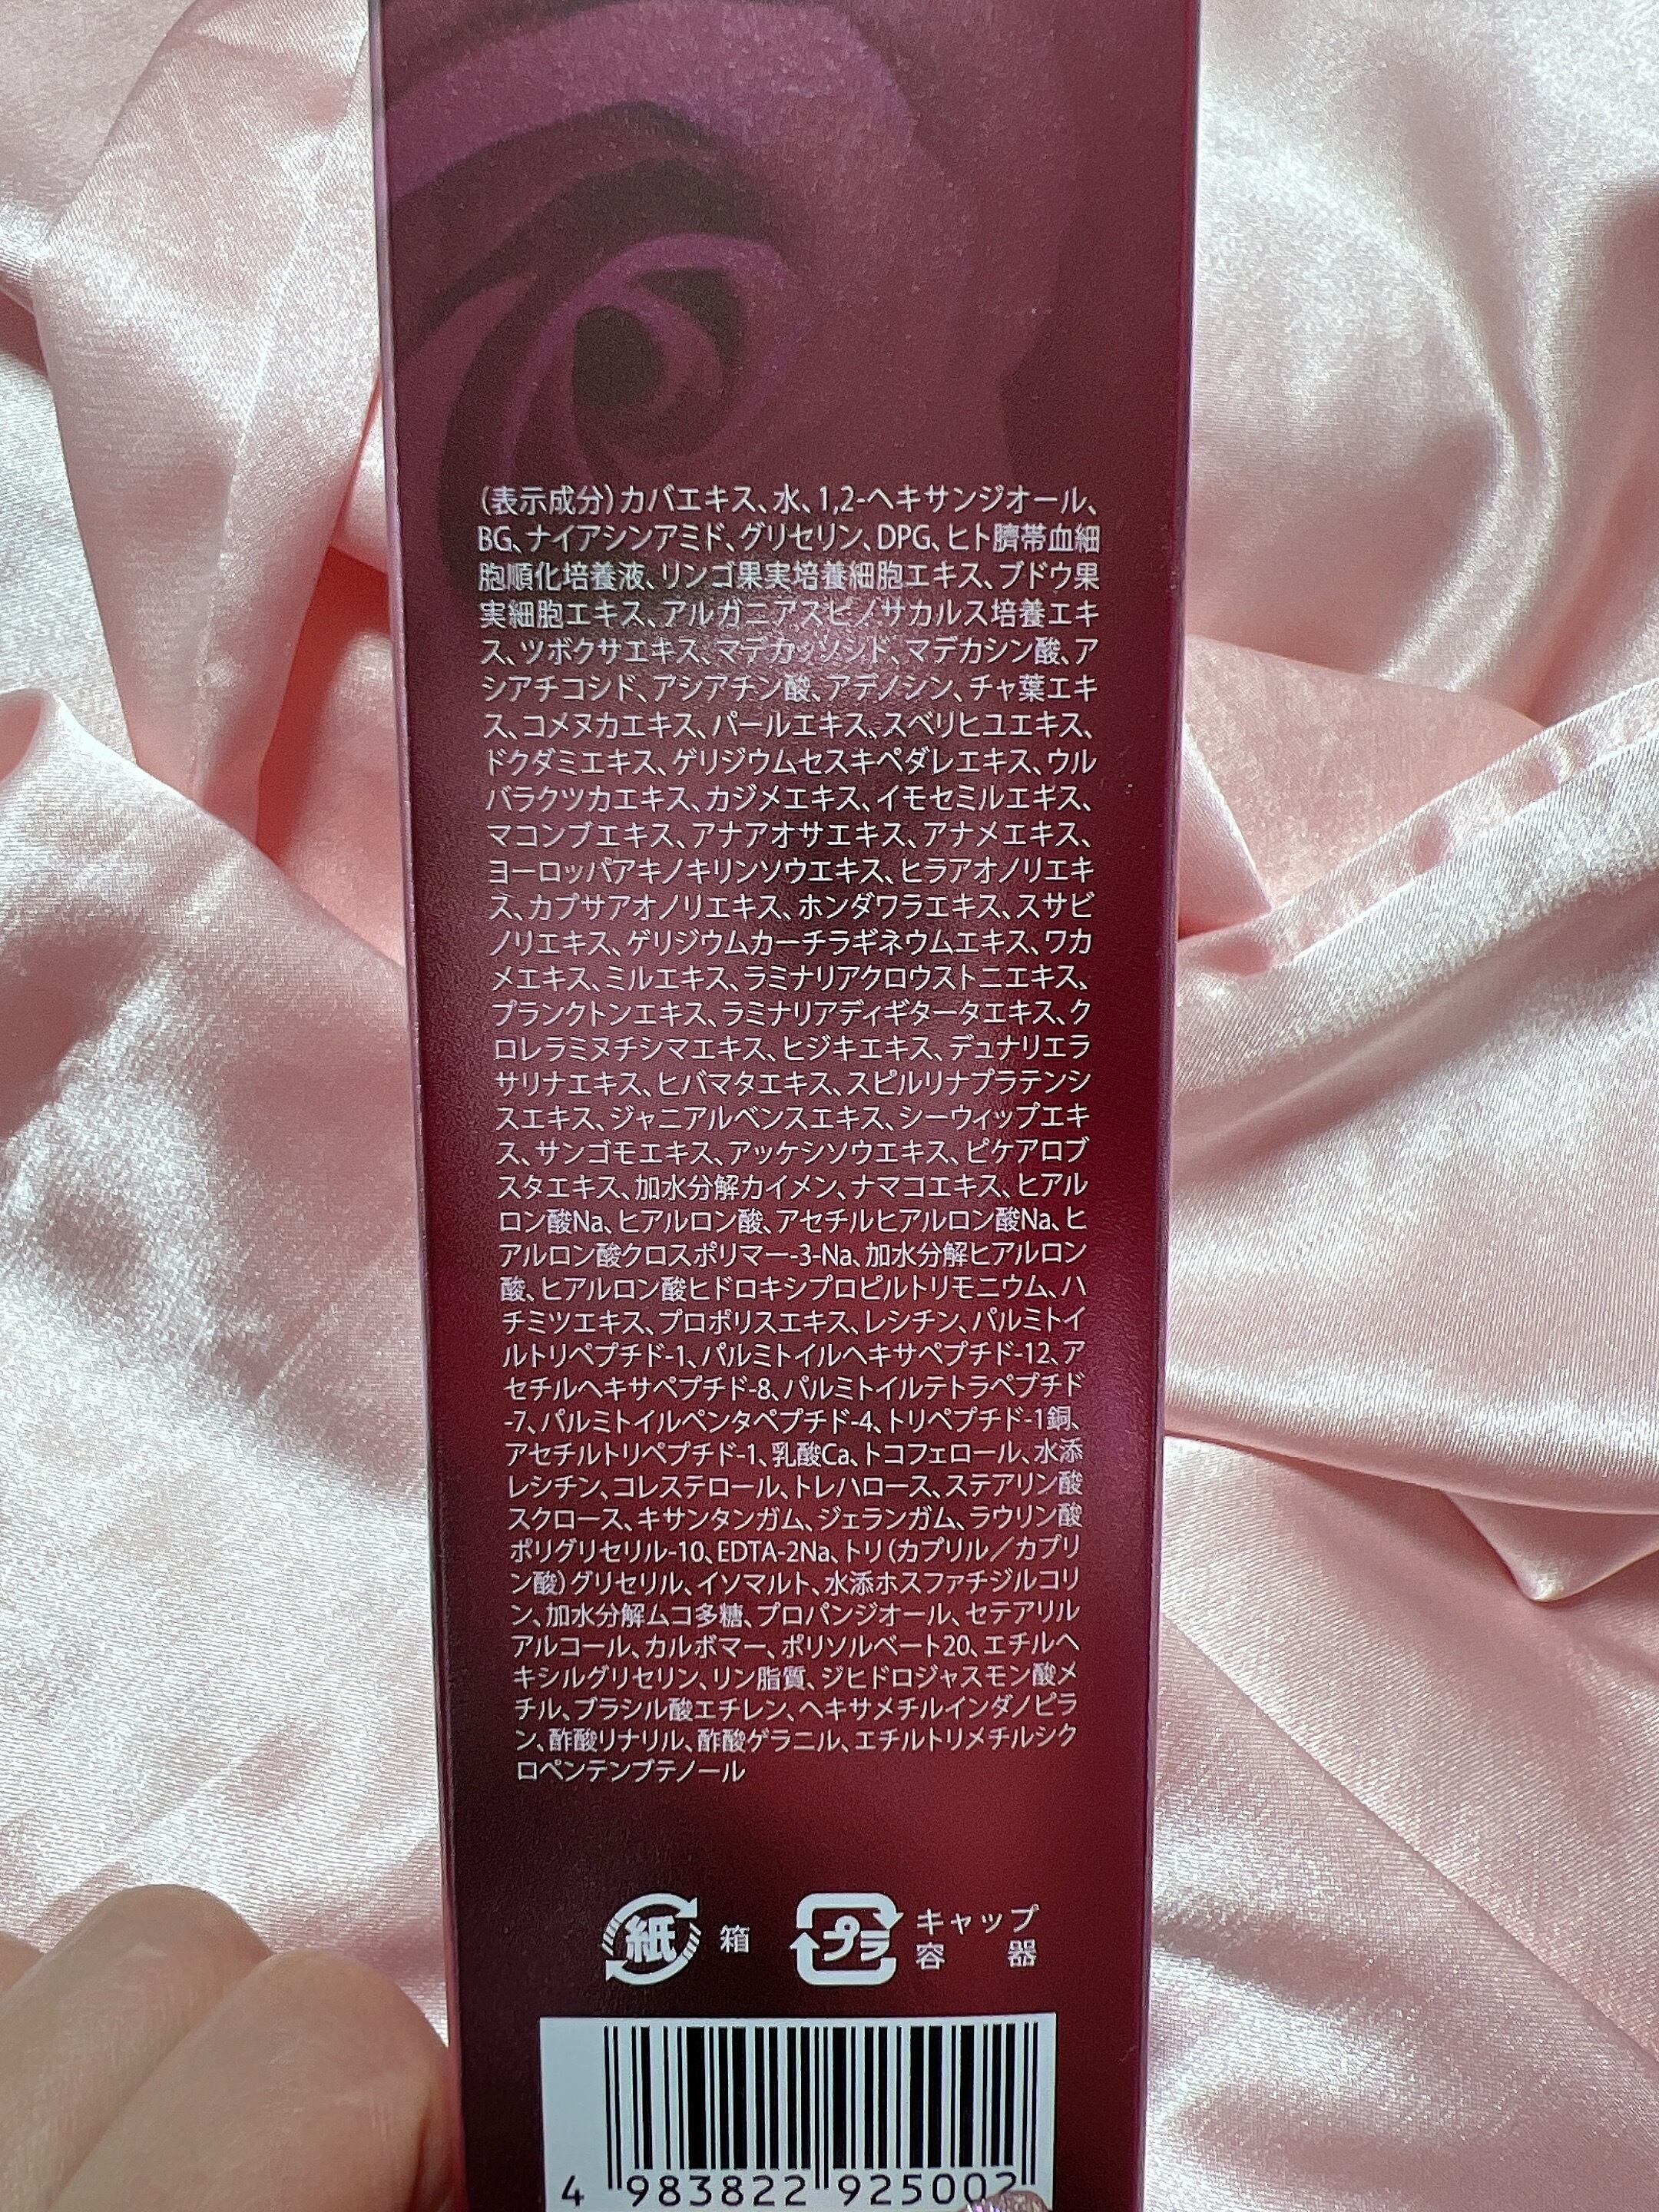 (表示成分)カバエキス、水、1,2-ヘキサンジオール、
BG、ナイアシンアミド、グリセリン、DPG、ヒト臍帯血細
胞順化培養液、リンゴ果実培養細胞エキス、ブドウ果
実細胞エキス、アルガニアスピノサカルス培養エキ
ス、ツボクサエキス、マデカッソシド、マデカシン酸、ア
シアチコシド、アシアチン酸、アデノシン、チャ葉エキ
ス、コメヌカエキス、パールエキス、スベリヒユエキス、
ドクダミエキス、ゲリジウムセスキペダレエキス、ウル
バラクツカエキス、カジメエキス、イモセミルエキス、
マコンブエキス、アナアオサエキス、アナメエキス、
ヨーロッパアキノキリンソウエキス、ヒラアオノリエキ
ス、カプサアオノリエキス、ホンダワラエキス、スサビ
ノリエキス、ゲリジウムカーチラギネウムエキス、ワカ
メエキス、ミルエキス、ラミナリアクロウストニエキス、
プランクトンエキス、ラミナリアディギタータエキス、ク
ロレラミヌチシマエキス、ヒジキエキス、デュナリエラ
サリナエキス、ヒバマタエキス、スピルリナプラテンシ
スエキス、ジャニアルベンスエキス、シーウィップエキ
ス、サンゴモエキス、アッケシソウエキス、ピケアロブ
スタエキス、加水分解カイメン、ナマコエキス、ヒアル
ロン酸Na、ヒアルロン酸、アセチルヒアルロン酸Na、ヒ
アルロン酸クロスポリマー-3-Na、加水分解ヒアルロン
酸、ヒアルロン酸ヒドロキシプロピルトリモニウム、ハ
チミツエキス、プロポリスエキス、レシチン、パルミトイ
ルトリペプチド-1、パルミトイルヘキサペプチド-12、ア
セチルヘキサペプチド-8、パルミトイルテトラペプチド
-7、パルミトイルペンタペプチド-4、トリペプチド-1銅、
アセチルトリペプチド-1、乳酸Ca、トコフェロール、水添
レシチン、コレステロール、トレハロース、ステアリン酸
スクロース、キサンタンガム、ジェランガム、ラウリン酸
ポリグリセリル-10、EDTA-2Na、トリ(カプリル/カプリ
ン酸)グリセリル、イソマルト、水添ホスファチジルコリ
ン、加水分解ムコ多糖、プロパンジオール、セテアリル
アルコール、カルボマー、ポリソルベート20、エチルヘ
キシルグリセリン、リン脂質、ジヒドロジャスモン酸メ
チル、ブラシル酸エチレン、ヘキサメチルインダノピラ
ン、酢酸リナリル、酢酸ゲラニル、エチルトリメチルシク
ロペンテンブテノール
紙 箱 プラ キャップ
容器
4 983822 925002